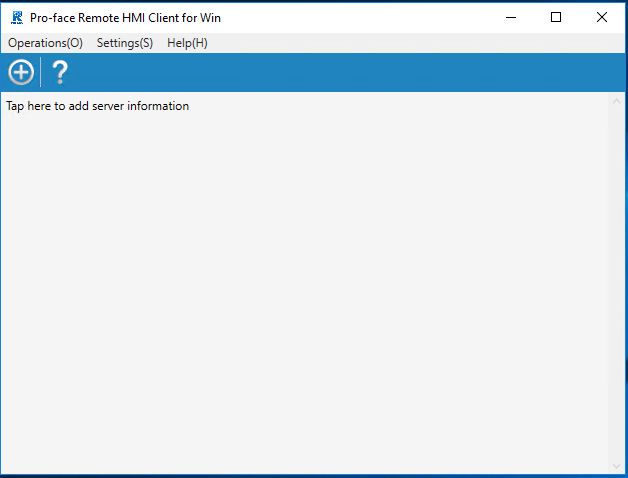 Pro-face Remote HMI Client for Win
Operations(O) Settings(S) Help(H)
Tap here to add server information